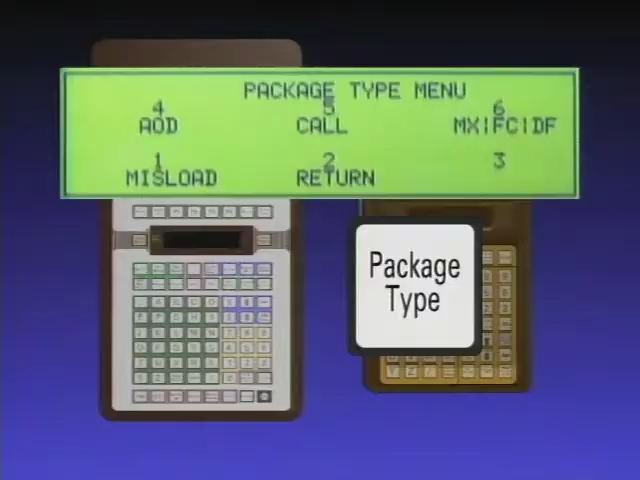 PACKAGE TYPE MENU
4 5 6
AOD CALL MX|FC|DF
1 2 3
MISLOAD RETURN
Package
Type